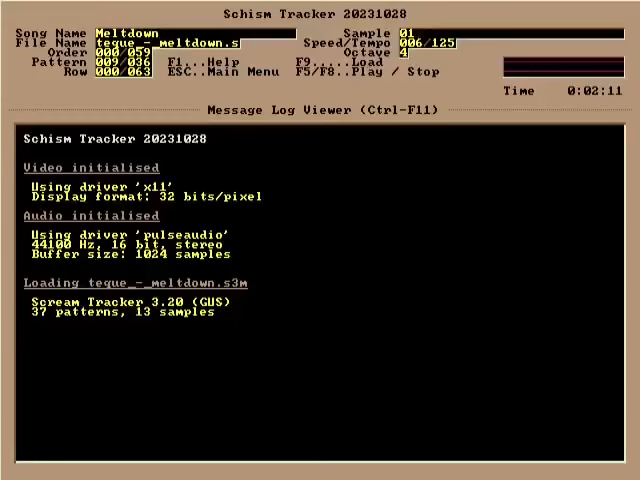 Schism Tracker 20231028
Song Name Meltdown Sample 01
File Name teque_-_meltdown.s Speed/Tempo 006/125
Order 000/059 Octave 4
Pattern 009/036 F1...Help F9.....Load
Row 000/063 ESC..Main Menu F5/F8..Play / Stop
Time 0:02:11
Message Log Viewer (Ctrl-F11)
Schism Tracker 20231028
Video initialised
Using driver 'x11'
Display format: 32 bits/pixel
Audio initialised
Using driver 'pulseaudio'
44100 Hz, 16 bit, stereo
Buffer size: 1024 samples
Loading teque_-_meltdown.s3m
Scream Tracker 3.20 (GUS)
37 patterns, 13 samples